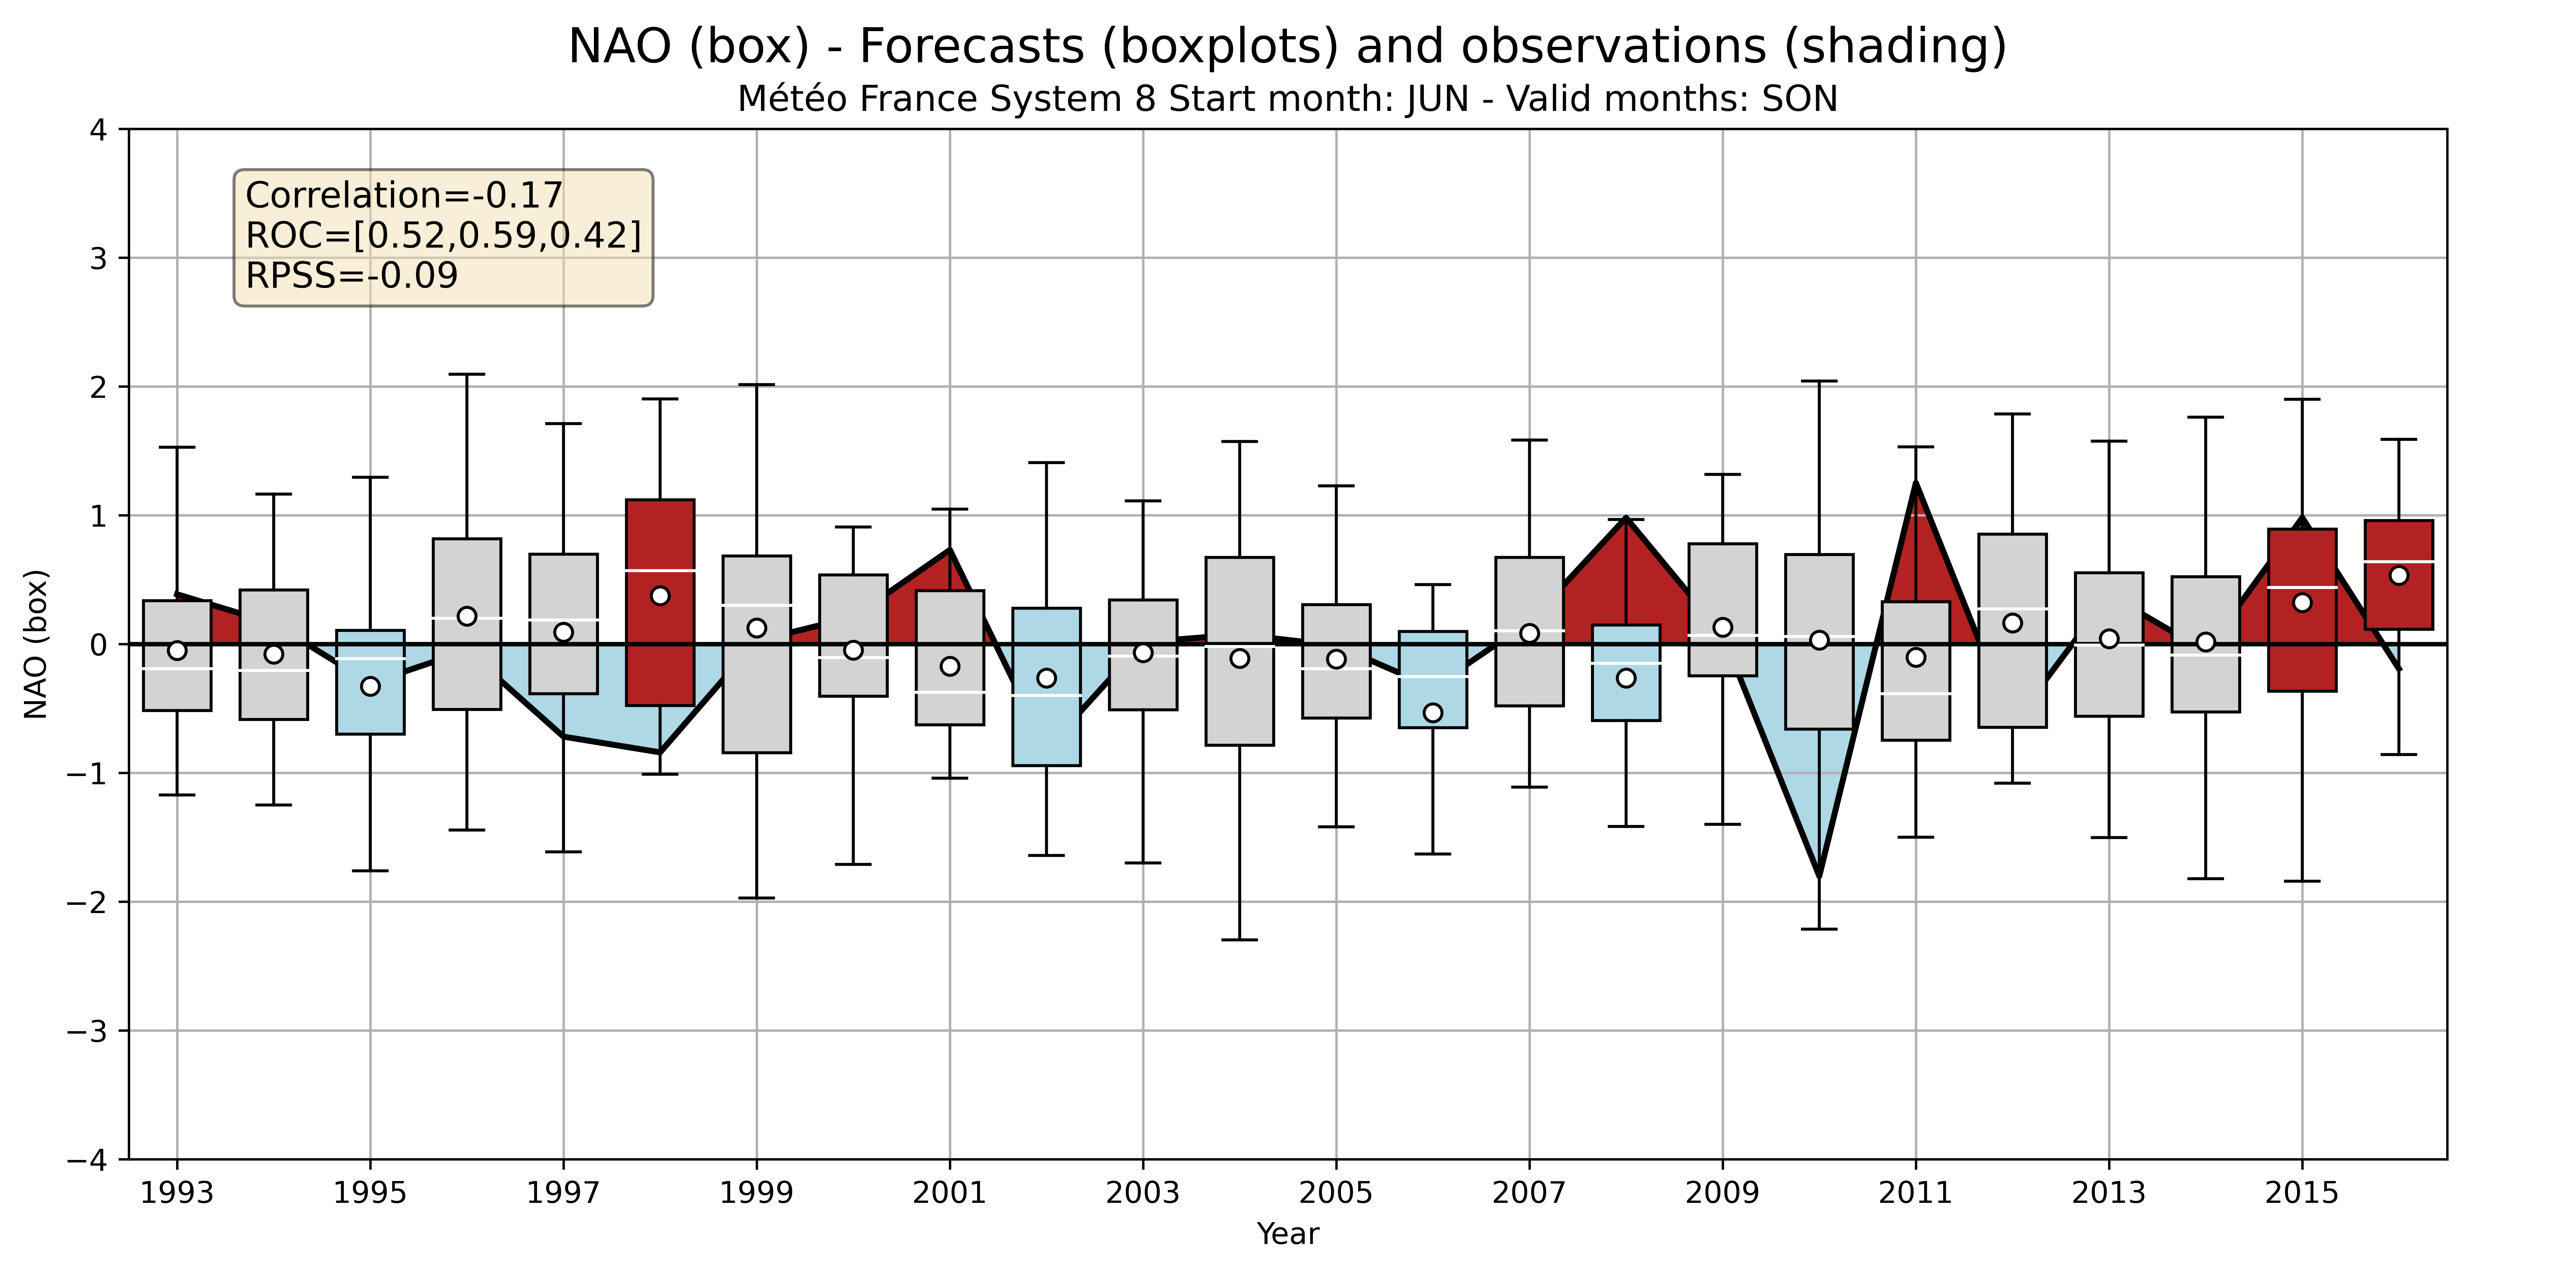 NAO (box) - Forecasts (boxplots) and observations (shading)
Météo France System 8 Start month: JUN - Valid months: SON
Correlation=-0.17
ROC=[0.52,0.59,0.42]
RPSS=-0.09
NAO (box)
4
3
2
1
0
−1
−2
−3
−4
1993 1995 1997 1999 2001 2003 2005 2007 2009 2011 2013 2015
Year